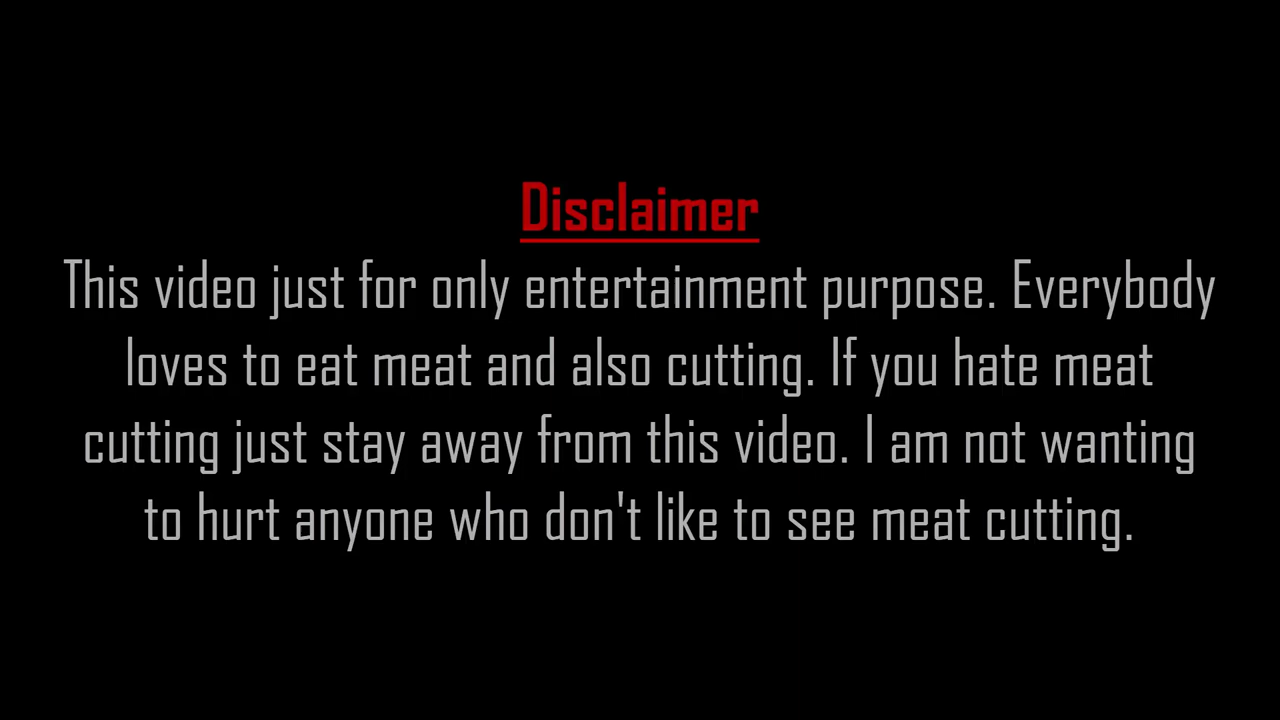 Disclaimer
This video just for only entertainment purpose. Everybody
loves to eat meat and also cutting. If you hate meat
cutting just stay away from this video. I am not wanting
to hurt anyone who don't like to see meat cutting.